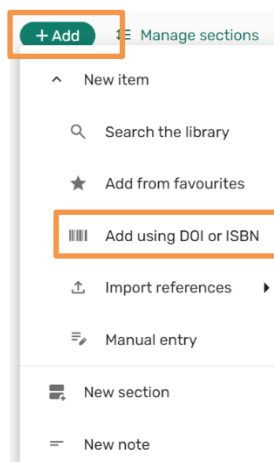 + Add
Manage sections
New item
Search the library
Add from favourites
Add using DOI or ISBN
Import references
Manual entry
New section
New note